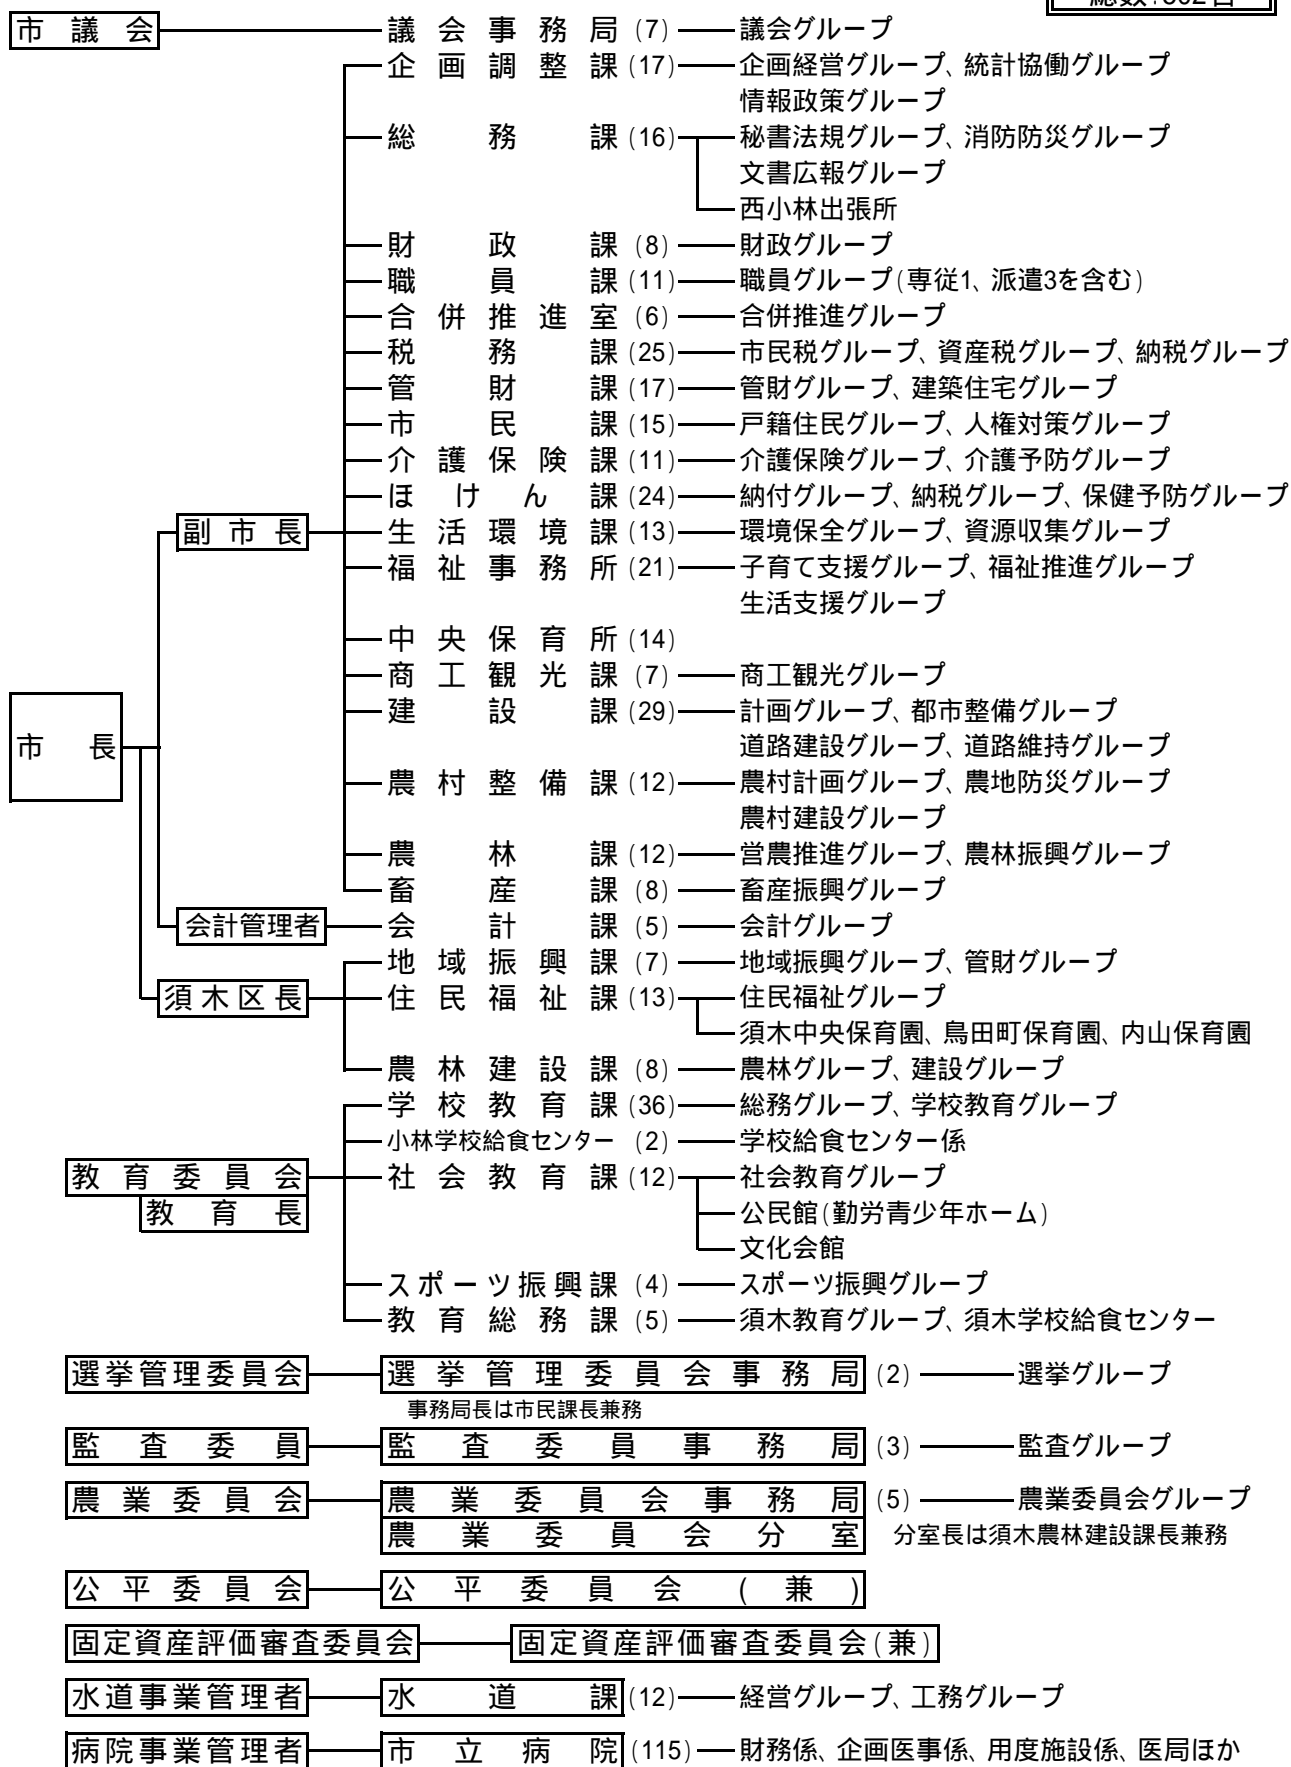 市議会 議会事務局(7) 議会グループ
企画調整課(17) 企画経営グループ、統計協働グループ
情報政策グループ
総務課(16) 秘書法規グループ、消防防災グループ
文書広報グループ
西小林出張所
財政課(8) 財政グループ
職員課(11) 職員グループ(専従1、派遣3を含む)
合併推進室(6) 合併推進グループ
税務課(25) 市民税グループ、資産税グループ、納税グループ
管財課(17) 管財グループ、建築住宅グループ
市民課(15) 戸籍住民グループ、人権対策グループ
介護保険課(11) 介護保険グループ、介護予防グループ
ほけん課(24) 納付グループ、納税グループ、保健予防グループ
副市長 生活環境課(13) 環境保全グループ、資源収集グループ
福祉事務所(21) 子育て支援グループ、福祉推進グループ
生活支援グループ
中央保育所(14)
商工観光課(7) 商工観光グループ
建設課(29) 計画グループ、都市整備グループ
市長 道路建設グループ、道路維持グループ
農村整備課(12) 農村計画グループ、農地防災グループ
農村建設グループ
農林課(12) 営農推進グループ、農林振興グループ
畜産課(8) 畜産振興グループ
会計管理者 会計課(5) 会計グループ
地域振興課(7) 地域振興グループ、管財グループ
須木区長 住民福祉課(13) 住民福祉グループ
須木中央保育園、鳥田町保育園、内山保育園
農林建設課(8) 農林グループ、建設グループ
学校教育課(36) 総務グループ、学校教育グループ
小林学校給食センター(2) 学校給食センター係
教育委員会 社会教育課(12) 社会教育グループ
教育長 公民館(勤労青少年ホーム)
文化会館
スポーツ振興課(4) スポーツ振興グループ
教育総務課(5) 須木教育グループ、須木学校給食センター
選挙管理委員会 選挙管理委員会事務局(2) 選挙グループ
事務局長は市民課長兼務
監査委員 監査委員事務局(3) 監査グループ
農業委員会 農業委員会事務局(5) 農業委員会グループ
農業委員会分室 分室長は須木農林建設課長兼務
公平委員会 公平委員会(兼)
固定資産評価審査委員会 固定資産評価審査委員会(兼)
水道事業管理者 水道課(12) 経営グループ、工務グループ
病院事業管理者 市立病院(115) 財務係、企画医事係、用度施設係、医局ほか